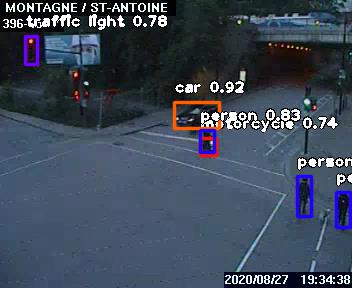 MONTAGNE / ST-ANTOINE
traffic light 0.78
car 0.92
person 0.83
motorcycle 0.74
person
2020/08/27 19:34:38